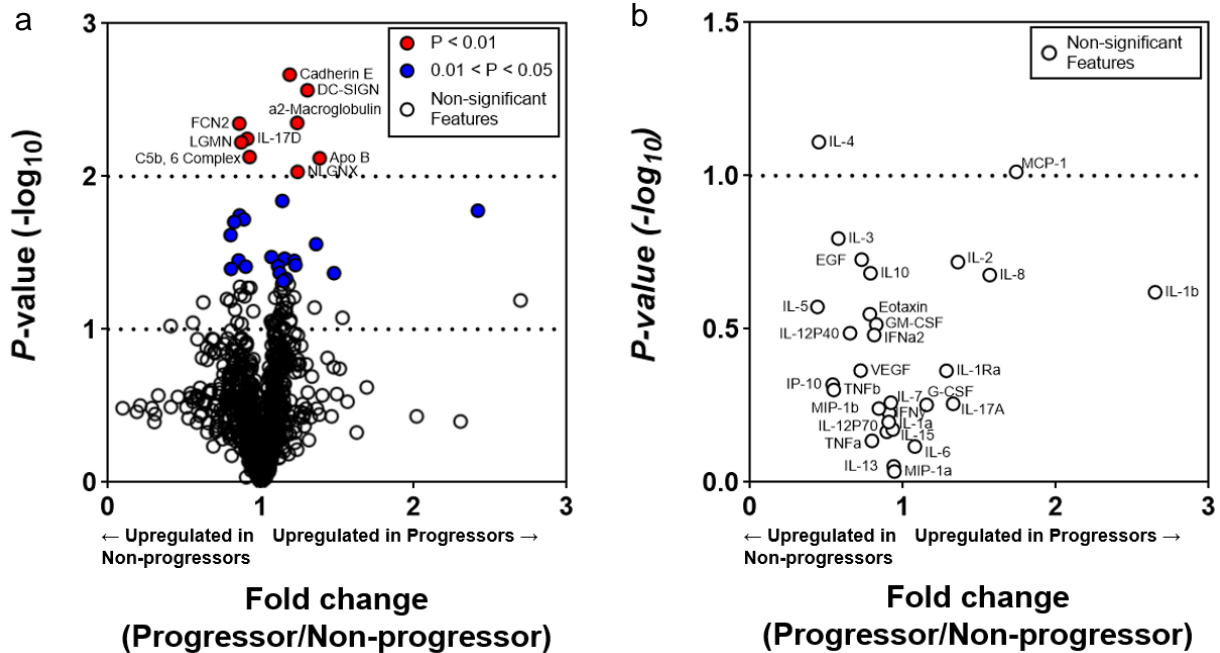 a
3
2
1
0
P-value (-log10)
P < 0.01
0.01 < P < 0.05
Non-significant
Features
Cadherin E
DC-SIGN
a2-Macroglobulin
FCN2
IL-17D
LGMN
C5b, 6 Complex
Apo B
NLGNX
0
1
2
3
← Upregulated in
Non-progressors
Upregulated in Progressors →
Fold change
(Progressor/Non-progressor)
b
1.5
1.0
0.5
0.0
P-value (-log10)
Non-significant
Features
IL-4
MCP-1
IL-3
EGF
IL10
IL-2
IL-8
IL-1b
IL-5
Eotaxin
GM-CSF
IL-12P40
IFNa2
VEGF
IL-1Ra
IP-10
TNFb
IL-7
G-CSF
MIP-1b
IFNy
IL-17A
IL-12P70
IL-1a
IL-15
TNFa
IL-6
IL-13
MIP-1a
0
1
2
3
← Upregulated in
Non-progressors
Upregulated in Progressors →
Fold change
(Progressor/Non-progressor)